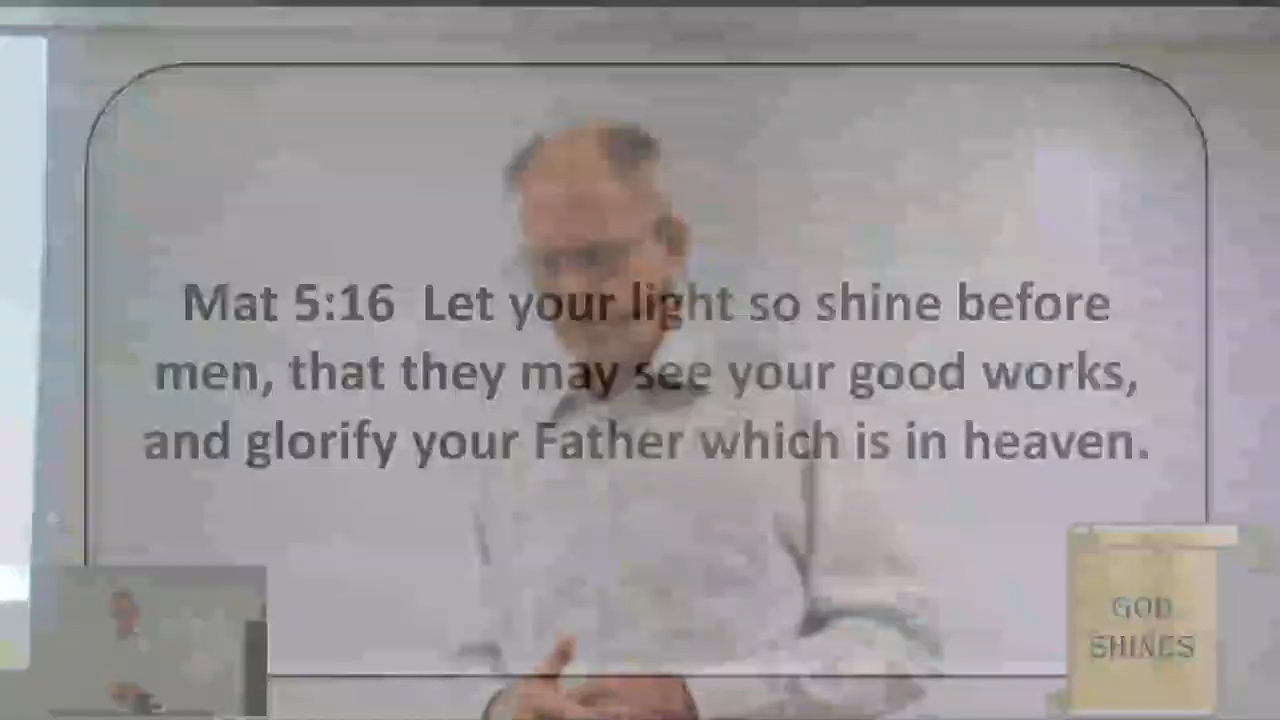 Mat 5:16  Let your light so shine before
men, that they may see your good works,
and glorify your Father which is in heaven.
GOD
SHINES